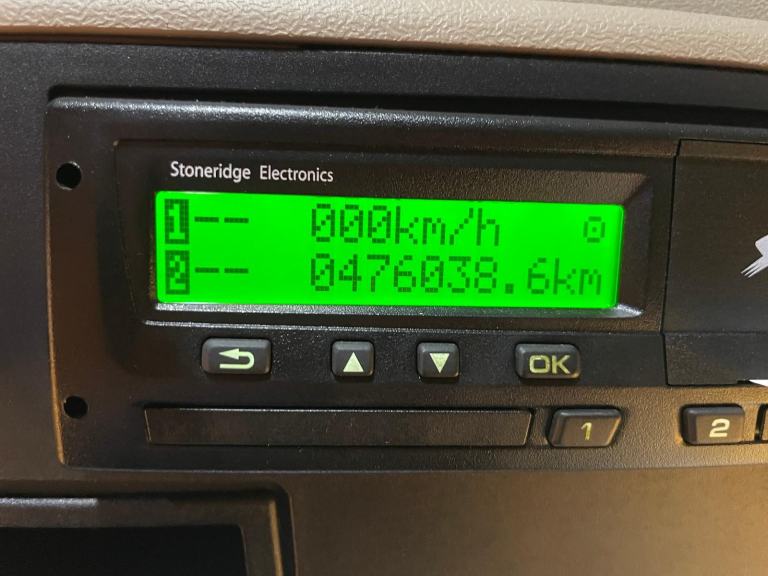 Stoneridge Electronics
1-- 000km/h
2-- 0476038.6km
OK
1
2